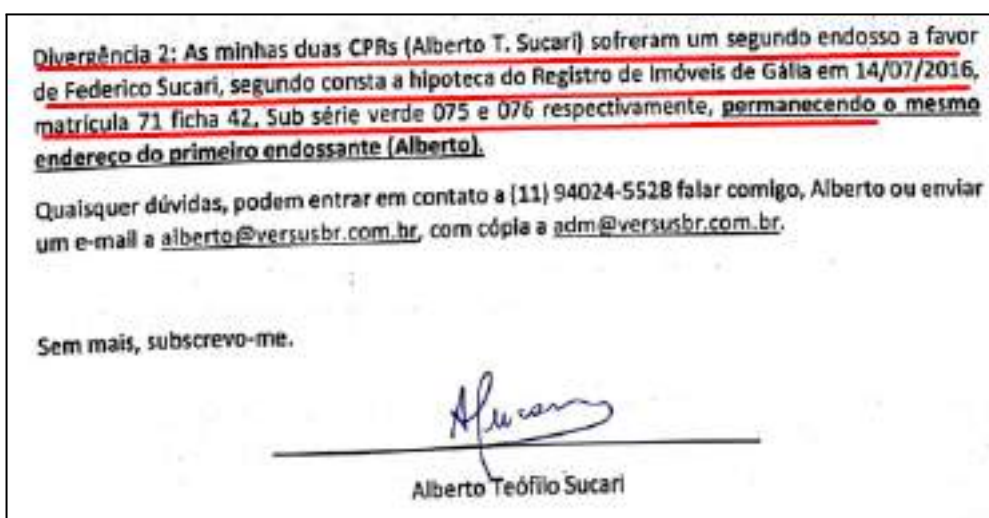 Divergência 2: As minhas duas CPRs (Alberto T. Sucari) sofreram um segundo endosso a favor
de Federico Sucari, segundo consta a hipoteca do Registro de Imóveis de Gália em 14/07/2016,
matrícula 71 ficha 42, Sub série verde 075 e 076 respectivamente, permanecendo o mesmo
endereço do primeiro endossante (Alberto).
Quaisquer dúvidas, podem entrar em contato a (11) 94024-5528 falar comigo, Alberto ou enviar
um e-mail a alberto@versusbr.com.br, com cópia a adm@versusbr.com.br.
Sem mais, subscrevo-me.
ASucari
Alberto Teófilo Sucari